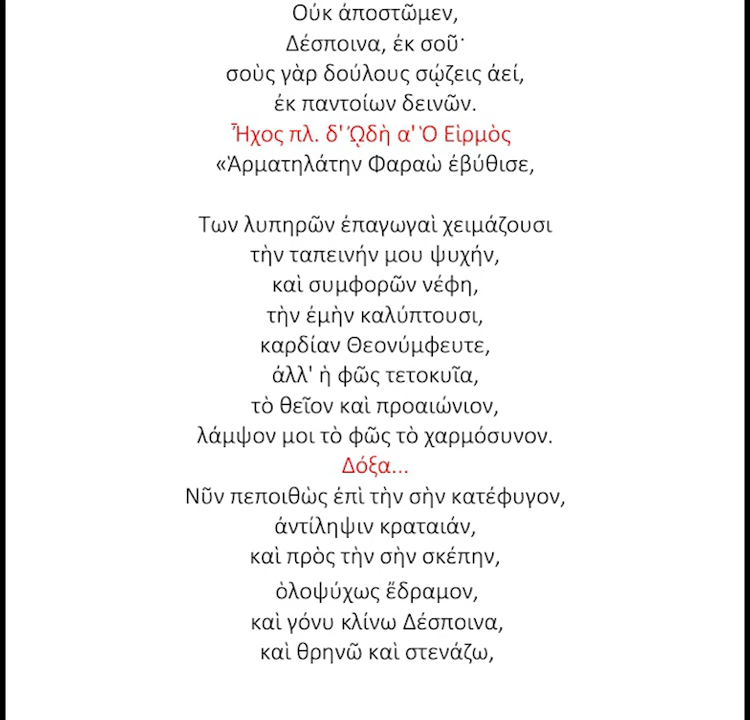 Οὐκ ἀποστῶμεν,
Δέσποινα, ἐκ σοῦ·
σοὺς γὰρ δούλους σῴζεις ἀεί,
ἐκ παντοίων δεινῶν.
Ἦχος πλ. δ' ᾨδὴ α' Ὁ Εἱρμὸς
«Ἁρματηλάτην Φαραὼ ἐβύθισε,
Των λυπηρῶν ἐπαγωγαὶ χειμάζουσι
τὴν ταπεινήν μου ψυχήν,
καὶ συμφορῶν νέφη,
τὴν ἐμὴν καλύπτουσι,
καρδίαν Θεονύμφευτε,
ἀλλ' ἡ φῶς τετοκυῖα,
τὸ θεῖον καὶ προαιώνιον,
λάμψον μοι τὸ φῶς τὸ χαρμόσυνον.
Δόξα...
Νῦν πεποιθὼς ἐπὶ τὴν σὴν κατέφυγον,
ἀντίληψιν κραταιάν,
καὶ πρὸς τὴν σὴν σκέπην,
ὁλοψύχως ἔδραμον,
καὶ γόνυ κλίνω Δέσποινα,
καὶ θρηνῶ καὶ στενάζω,